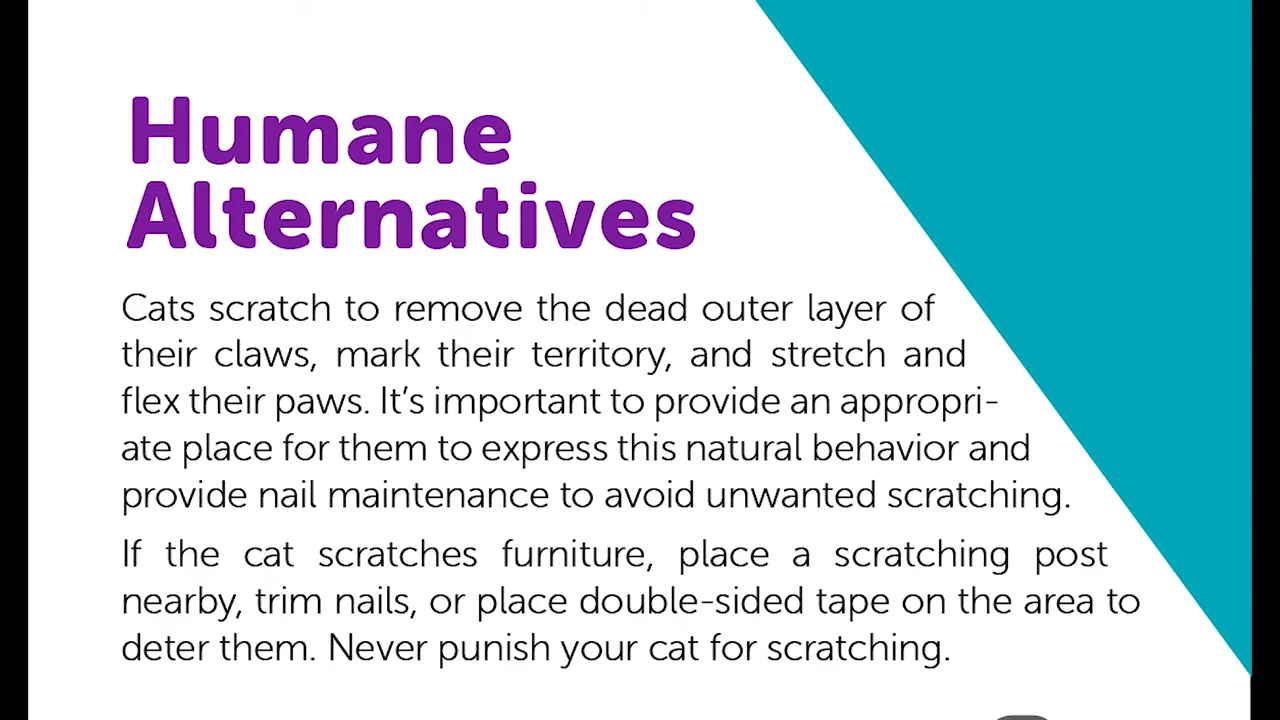 Humane
Alternatives
Cats scratch to remove the dead outer layer of
their claws, mark their territory, and stretch and
flex their paws. It’s important to provide an appropri-
ate place for them to express this natural behavior and
provide nail maintenance to avoid unwanted scratching.
If the cat scratches furniture, place a scratching post
nearby, trim nails, or place double-sided tape on the area to
deter them. Never punish your cat for scratching.